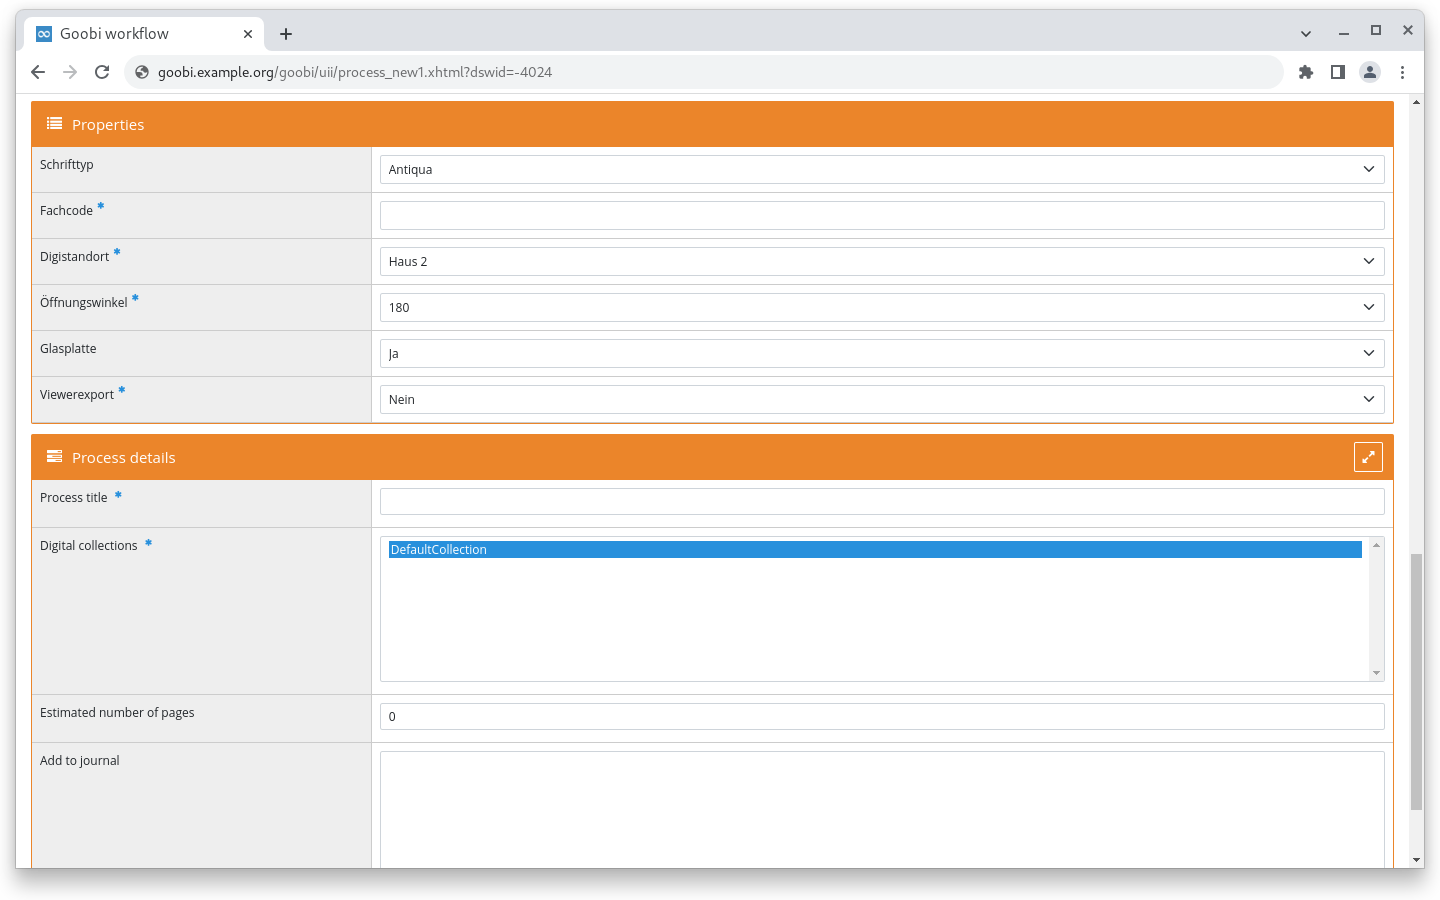 Goobi workflow
goobi.example.org/goobi/uii/process_new1.xhtml?dswid=-4024
Properties
Schrifttyp
Antiqua
Fachcode *
Digistandort *
Haus 2
Öffnungswinkel *
180
Glasplatte
Ja
Viewerexport *
Nein
Process details
Process title *
Digital collections *
DefaultCollection
Estimated number of pages
0
Add to journal